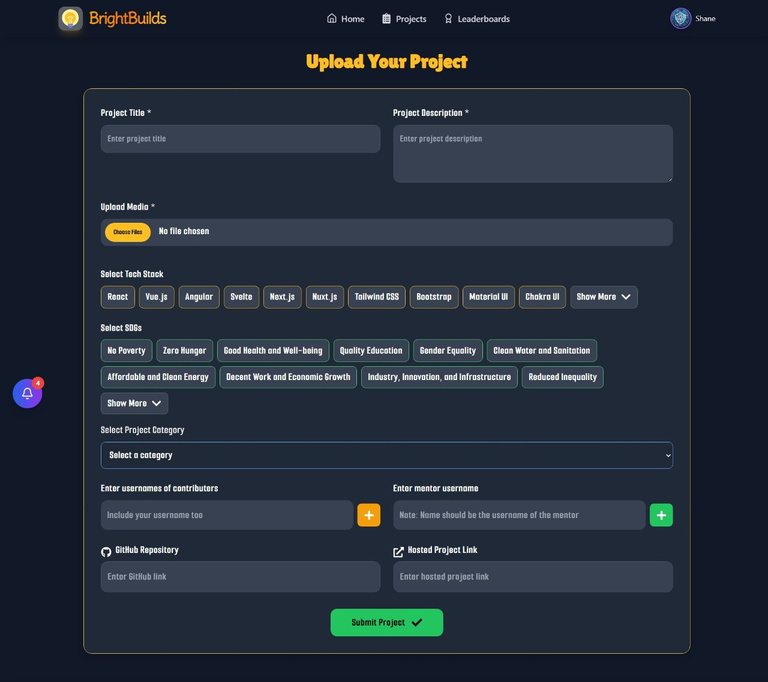 BrightBuilds
Home Projects Leaderboards
Shane
Upload Your Project
Project Title *
Enter project title
Project Description *
Enter project description
Upload Media *
Choose Files No file chosen
Select Tech Stack
React Vue.js Angular Svelte Next.js Nuxt.js Tailwind CSS Bootstrap Material UI Chakra UI Show More
Select SDGs
No Poverty Zero Hunger Good Health and Well-being Quality Education Gender Equality Clean Water and Sanitation
Affordable and Clean Energy Decent Work and Economic Growth Industry, Innovation, and Infrastructure Reduced Inequality
4
Show More
Select Project Category
Select a category
Enter usernames of contributors
Include your username too
Enter mentor username
Note: Name should be the username of the mentor
GitHub Repository
Enter GitHub link
Hosted Project Link
Enter hosted project link
Submit Project